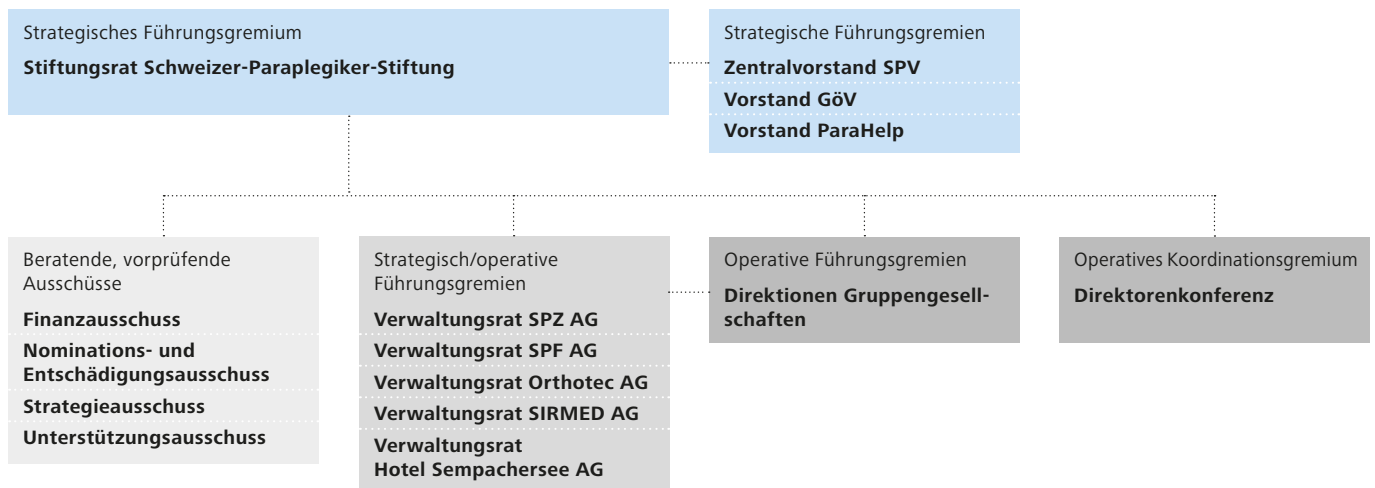 Strategisches Führungsgremium
Stiftungsrat Schweizer-Paraplegiker-Stiftung
Strategische Führungsgremien
Zentralvorstand SPV
Vorstand GöV
Vorstand ParaHelp
Beratende, vorprüfende
Ausschüsse
Finanzausschuss
Nominations- und
Entschädigungsausschuss
Strategieausschuss
Unterstützungsausschuss
Strategisch/operative
Führungsgremien
Verwaltungsrat SPZ AG
Verwaltungsrat SPF AG
Verwaltungsrat Orthotec AG
Verwaltungsrat SIRMED AG
Verwaltungsrat
Hotel Sempachersee AG
Operative Führungsgremien
Direktionen Gruppengesell-
schaften
Operatives Koordinationsgremium
Direktorenkonferenz